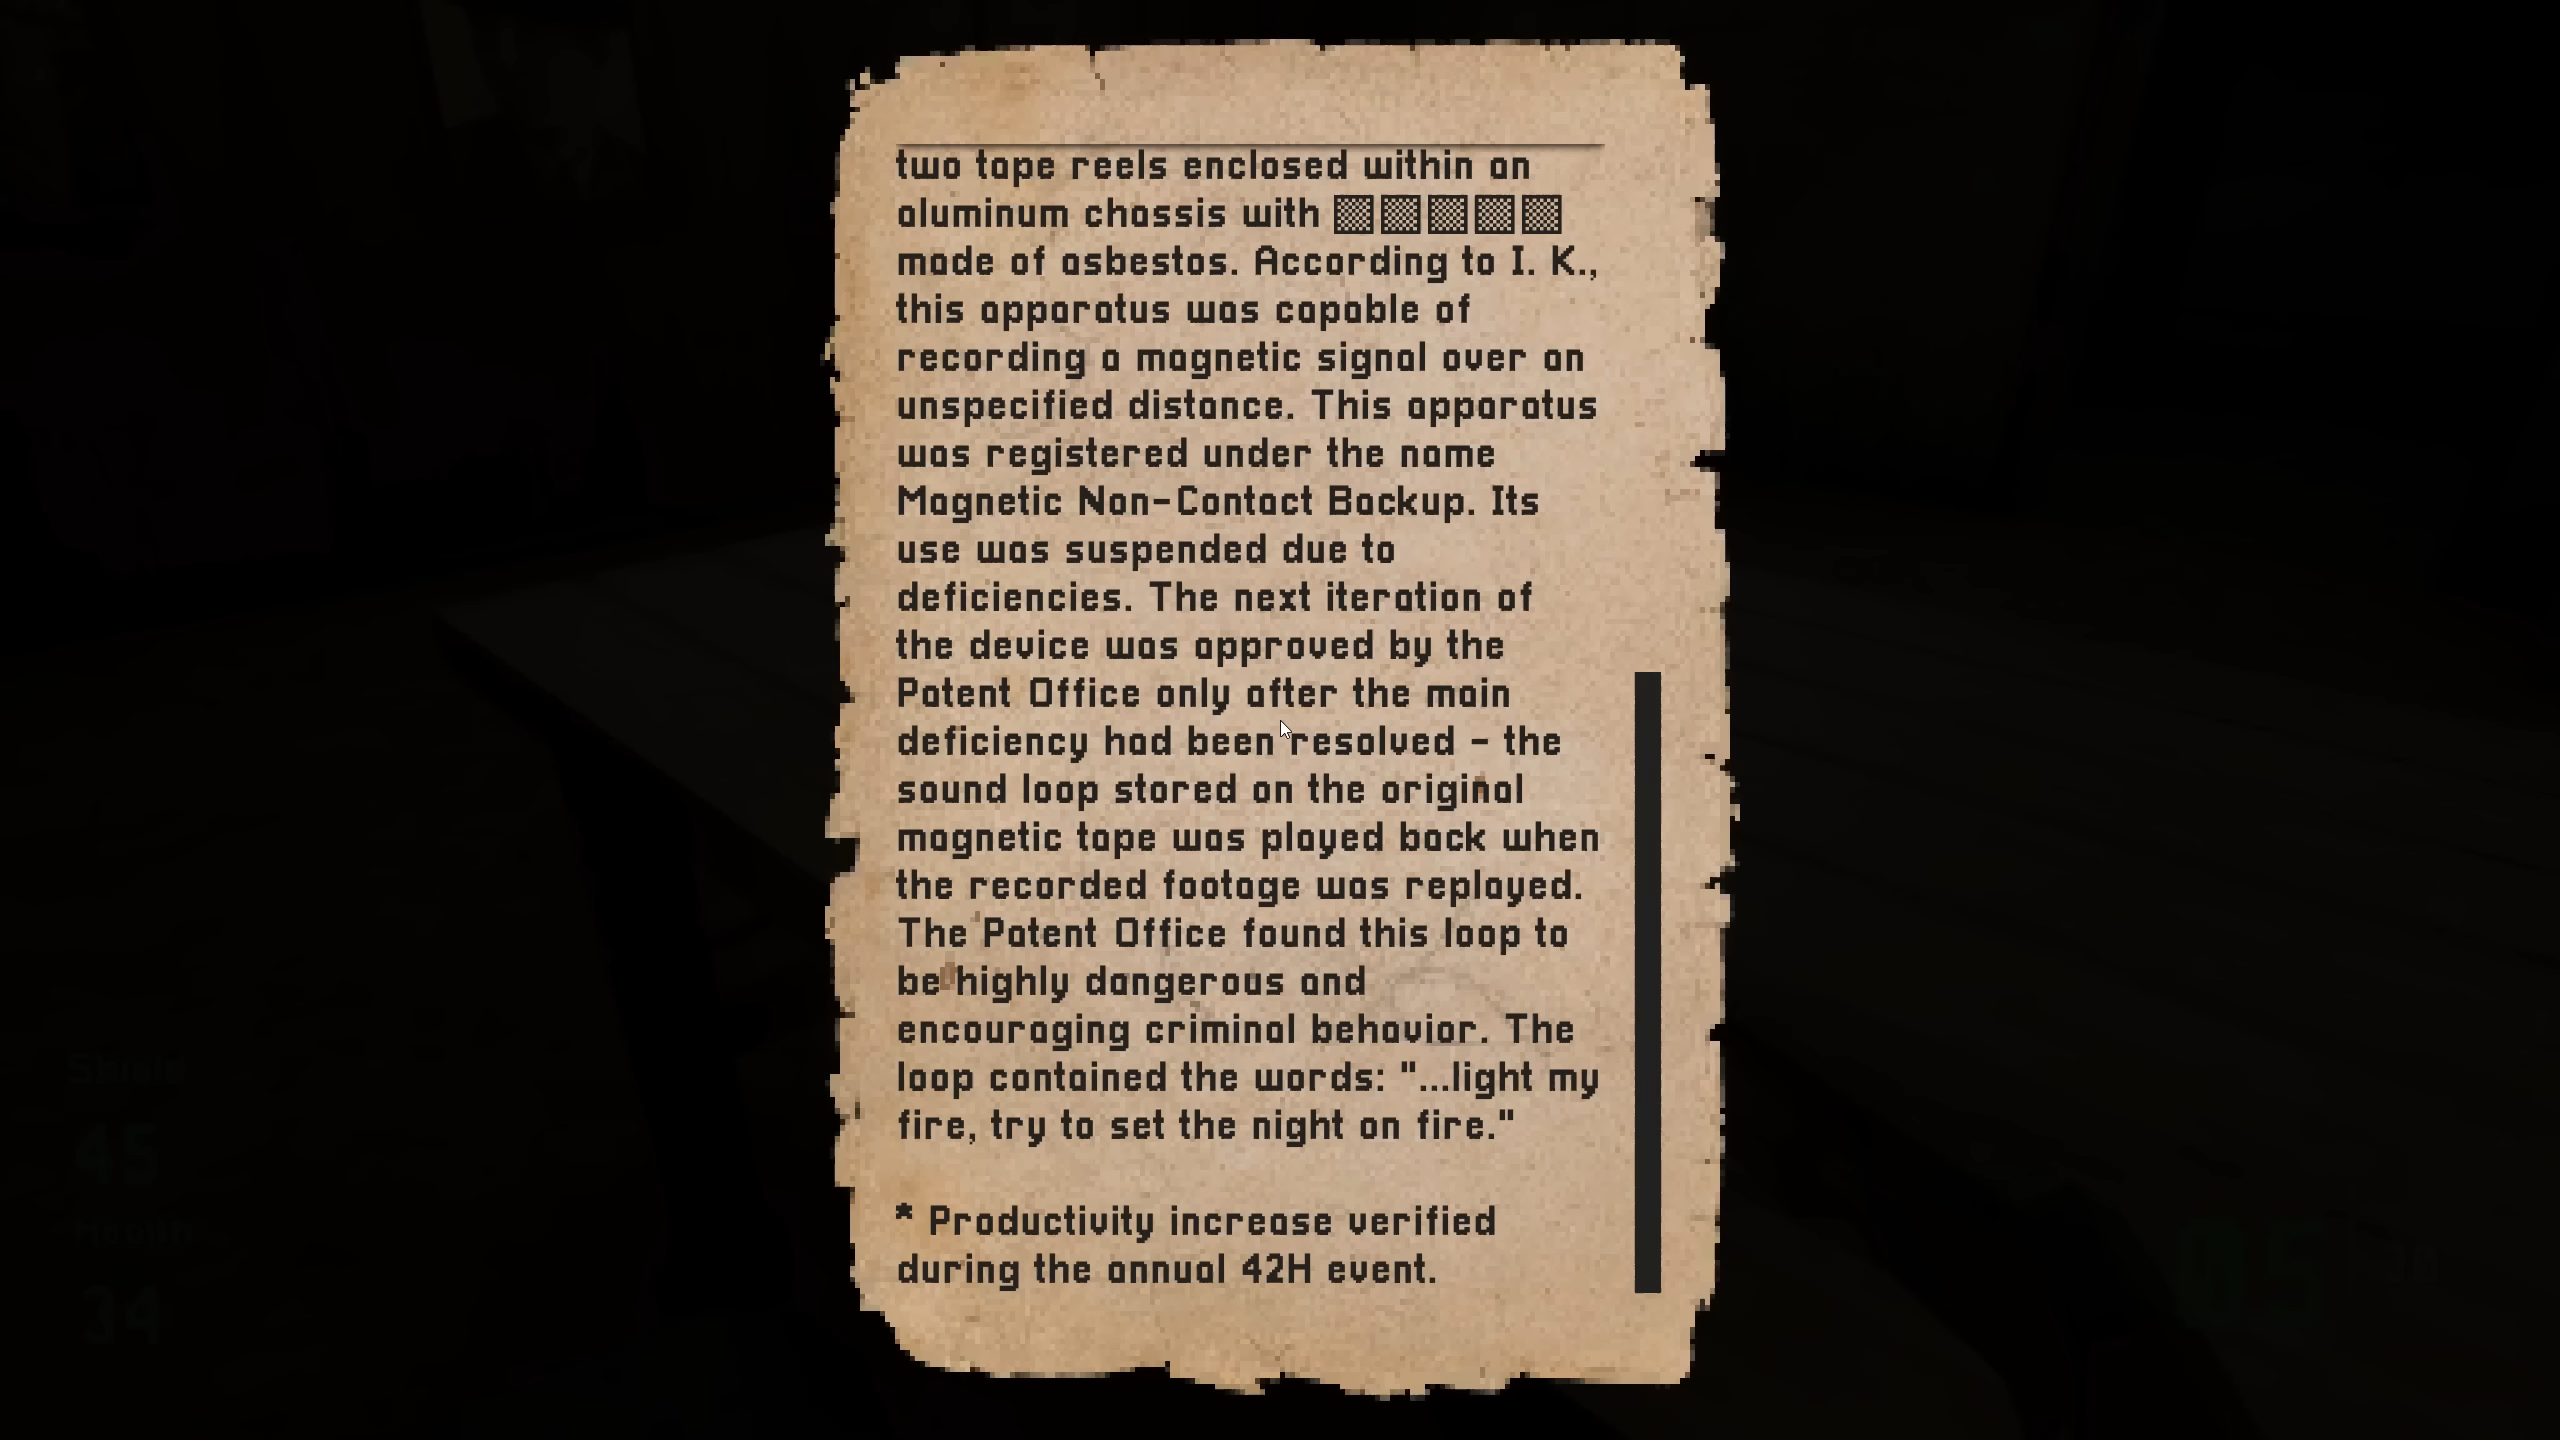 two tape reels enclosed within an
aluminum chassis with ▒▒▒▒▒
made of asbestos. According to I. K.,
this apparatus was capable of
recording a magnetic signal over an
unspecified distance. This apparatus
was registered under the name
Magnetic Non-Contact Backup. Its
use was suspended due to
deficiencies. The next iteration of
the device was approved by the
Patent Office only after the main
deficiency had been resolved - the
sound loop stored on the original
magnetic tape was played back when
the recorded footage was replayed.
The Patent Office found this loop to
be highly dangerous and
encouraging criminal behavior. The
loop contained the words: "...light my
fire, try to set the night on fire."
* Productivity increase verified
during the annual 42H event.
45
Health
34